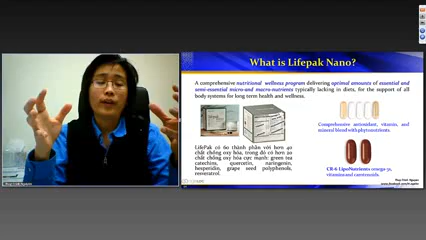 What is Lifepak Nano?
A comprehensive nutritional wellness program delivering optimal amounts of essential and
semi-essential micro-and macro-nutrients typically lacking in diets, for the support of all
body systems for long term health and wellness.
Comprehensive antioxidant, vitamin, and
mineral blend with phytonutrients.
LifePak có 60 thành phần với hơn 40
chất chống oxy hóa, trong đó có hơn 20
chất chống oxy hóa cực mạnh: green tea
catechins, quercetin, naringenin,
hesperidin, grape seed polyphenols,
resveratrol.
CR-6 LipoNutrients omega-3s,
vitamins and carotenoids.